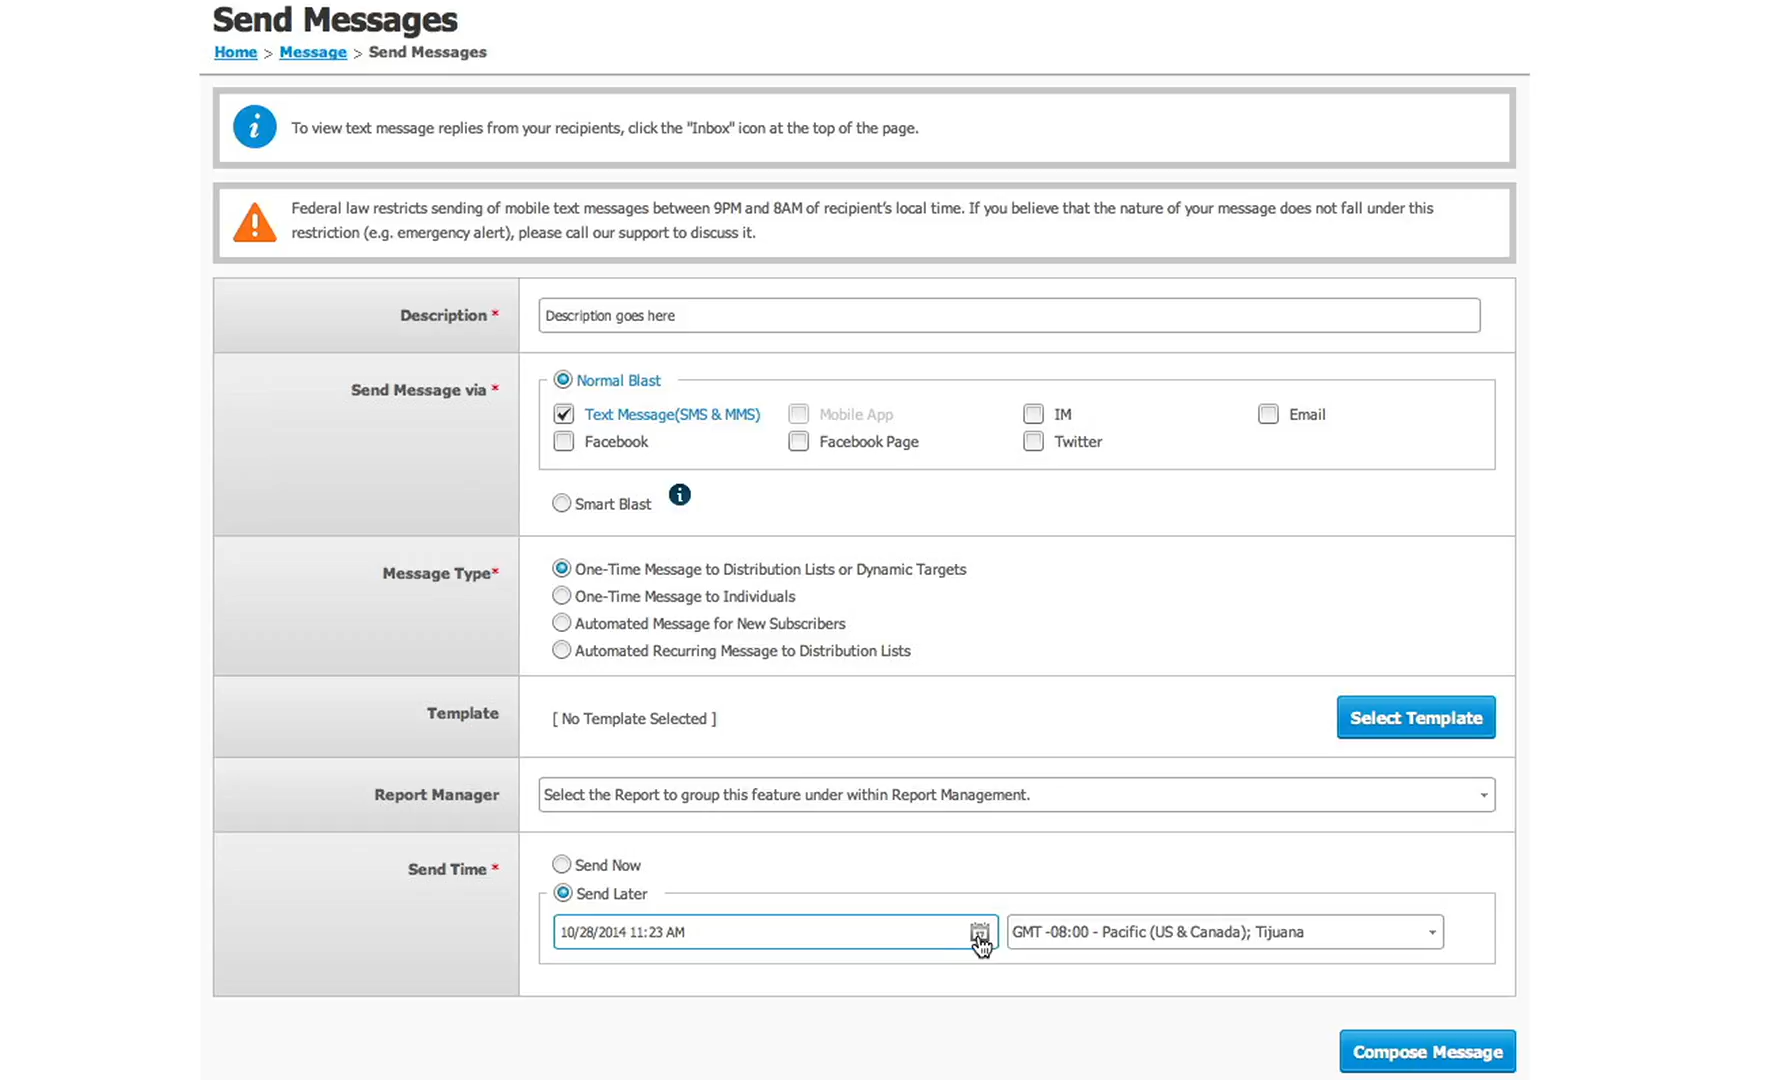 Send Messages
Home > Message > Send Messages
To view text message replies from your recipients, click the "Inbox" icon at the top of the page.
Federal law restricts sending of mobile text messages between 9PM and 8AM of recipient's local time. If you believe that the nature of your message does not fall under this
restriction (e.g. emergency alert), please call our support to discuss it.
Description *
Description goes here
Send Message via *
Normal Blast
Text Message(SMS & MMS)
Mobile App
IM
Email
Facebook
Facebook Page
Twitter
Smart Blast
Message Type*
One-Time Message to Distribution Lists or Dynamic Targets
One-Time Message to Individuals
Automated Message for New Subscribers
Automated Recurring Message to Distribution Lists
Template
[ No Template Selected ]
Select Template
Report Manager
Select the Report to group this feature under within Report Management.
Send Time *
Send Now
Send Later
10/28/2014 11:23 AM
GMT -08:00 - Pacific (US & Canada); Tijuana
Compose Message